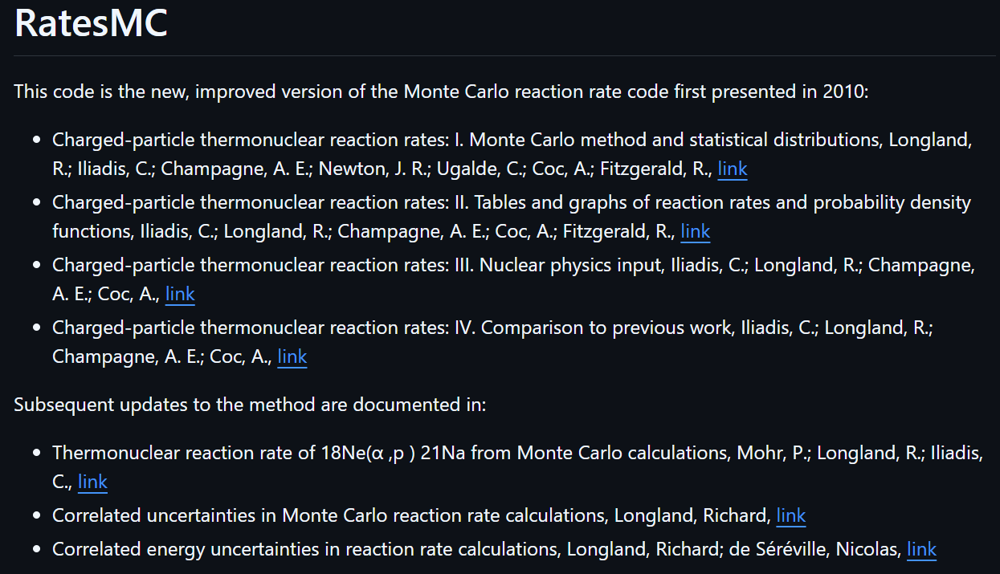 RatesMC
This code is the new, improved version of the Monte Carlo reaction rate code first presented in 2010:
• Charged-particle thermonuclear reaction rates: I. Monte Carlo method and statistical distributions, Longland,
R.; Iliadis, C.; Champagne, A. E.; Newton, J. R.; Ugalde, C.; Coc, A.; Fitzgerald, R., link
• Charged-particle thermonuclear reaction rates: II. Tables and graphs of reaction rates and probability density
functions, Iliadis, C.; Longland, R.; Champagne, A. E.; Coc, A.; Fitzgerald, R., link
• Charged-particle thermonuclear reaction rates: III. Nuclear physics input, Iliadis, C.; Longland, R.; Champagne,
A. E.; Coc, A., link
• Charged-particle thermonuclear reaction rates: IV. Comparison to previous work, Iliadis, C.; Longland, R.;
Champagne, A. E.; Coc, A., link
Subsequent updates to the method are documented in:
• Thermonuclear reaction rate of 18Ne(α ,p ) 21Na from Monte Carlo calculations, Mohr, P.; Longland, R.; Iliadis,
C., link
• Correlated uncertainties in Monte Carlo reaction rate calculations, Longland, Richard, link
• Correlated energy uncertainties in reaction rate calculations, Longland, Richard; de Séréville, Nicolas, link